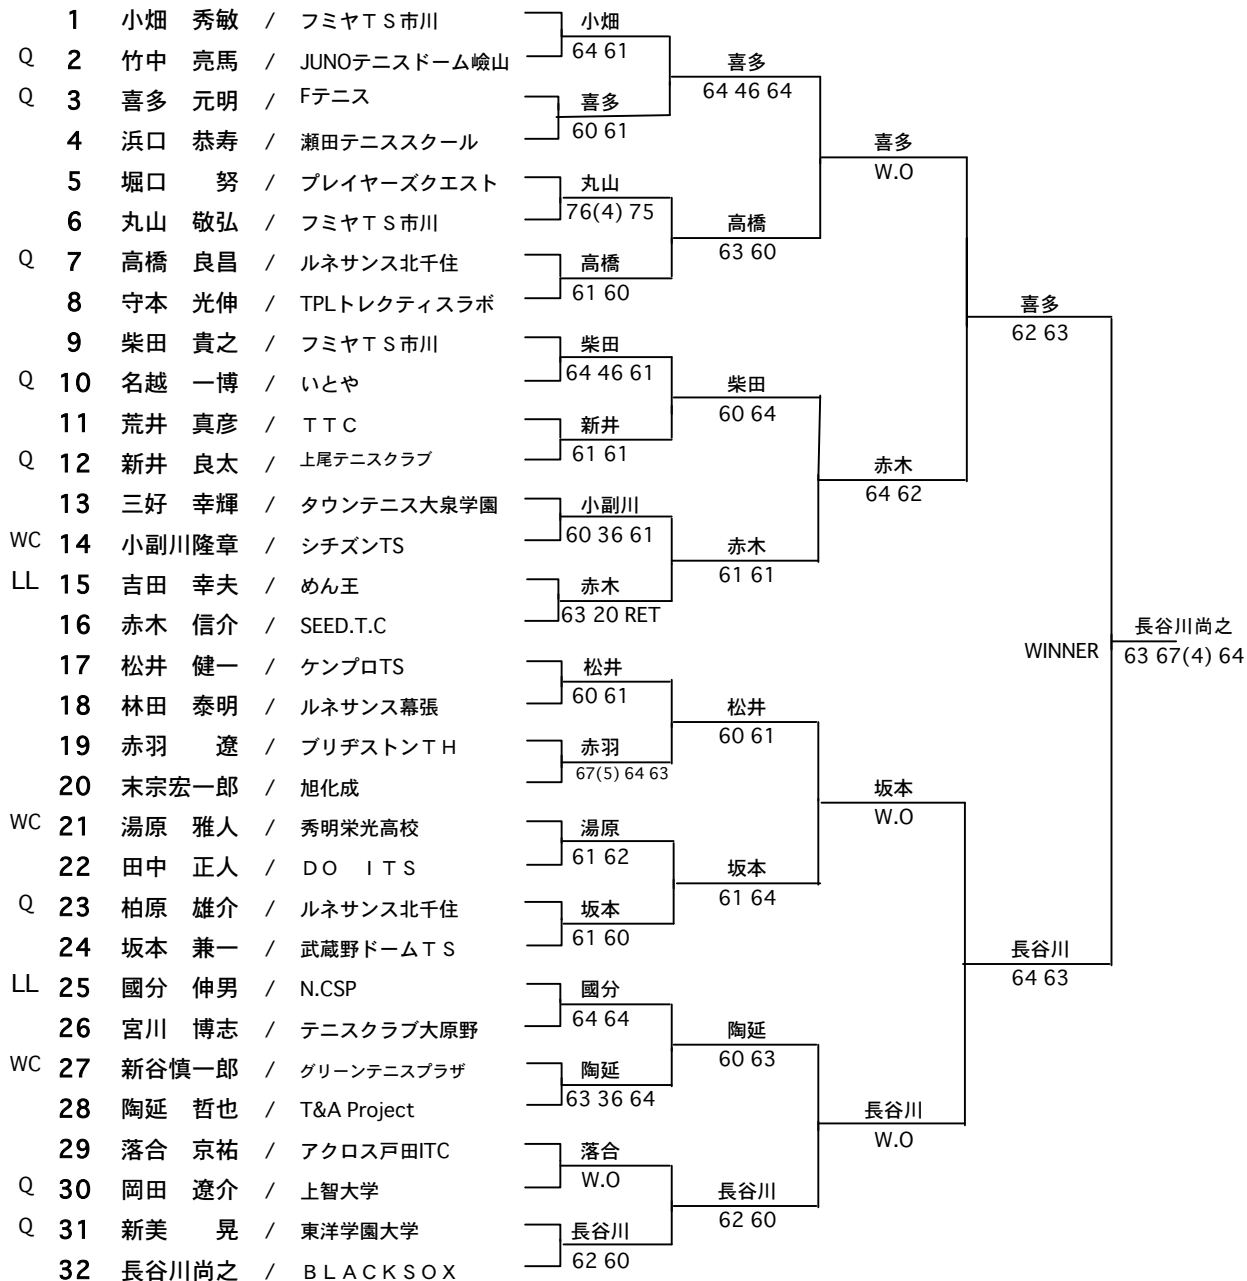 1 小畑 秀敏 / フミヤＴＳ市川
Q 2 竹中 亮馬 / JUNOテニスドーム嶮山
Q 3 喜多 元明 / Fテニス
4 浜口 恭寿 / 瀬田テニススクール
5 堀口 努 / プレイヤーズクエスト
6 丸山 敬弘 / フミヤＴＳ市川
Q 7 高橋 良昌 / ルネサンス北千住
8 守本 光伸 / TPLトレクティスラボ
9 柴田 貴之 / フミヤＴＳ市川
Q 10 名越 一博 / いとや
11 荒井 真彦 / ＴＴＣ
Q 12 新井 良太 / 上尾テニスクラブ
13 三好 幸輝 / タウンテニス大泉学園
WC 14 小副川隆章 / シチズンTS
LL 15 吉田 幸夫 / めん王
16 赤木 信介 / SEED.T.C
17 松井 健一 / ケンプロTS
18 林田 泰明 / ルネサンス幕張
19 赤羽 遼 / ブリヂストンＴＨ
20 末宗宏一郎 / 旭化成
WC 21 湯原 雅人 / 秀明栄光高校
22 田中 正人 / ＤＯ ＩＴＳ
Q 23 柏原 雄介 / ルネサンス北千住
24 坂本 兼一 / 武蔵野ドームＴＳ
LL 25 國分 伸男 / N.CSP
26 宮川 博志 / テニスクラブ大原野
WC 27 新谷慎一郎 / グリーンテニスプラザ
28 陶延 哲也 / T&A Project
29 落合 京祐 / アクロス戸田ITC
Q 30 岡田 遼介 / 上智大学
Q 31 新美 晃 / 東洋学園大学
32 長谷川尚之 / ＢＬＡＣＫＳＯＸ
小畑
64 61
喜多
60 61
丸山
76(4) 75
高橋
61 60
柴田
64 46 61
新井
61 61
小副川
60 36 61
赤木
63 20 RET
松井
60 61
赤羽
67(5) 64 63
湯原
61 62
坂本
61 60
國分
64 64
陶延
63 36 64
落合
W.O
長谷川
62 60
喜多
64 46 64
高橋
63 60
柴田
60 64
赤木
61 61
松井
60 61
坂本
61 64
陶延
60 63
長谷川
62 60
喜多
W.O
赤木
64 62
坂本
W.O
長谷川
W.O
喜多
62 63
長谷川
64 63
WINNER
長谷川尚之
63 67(4) 64